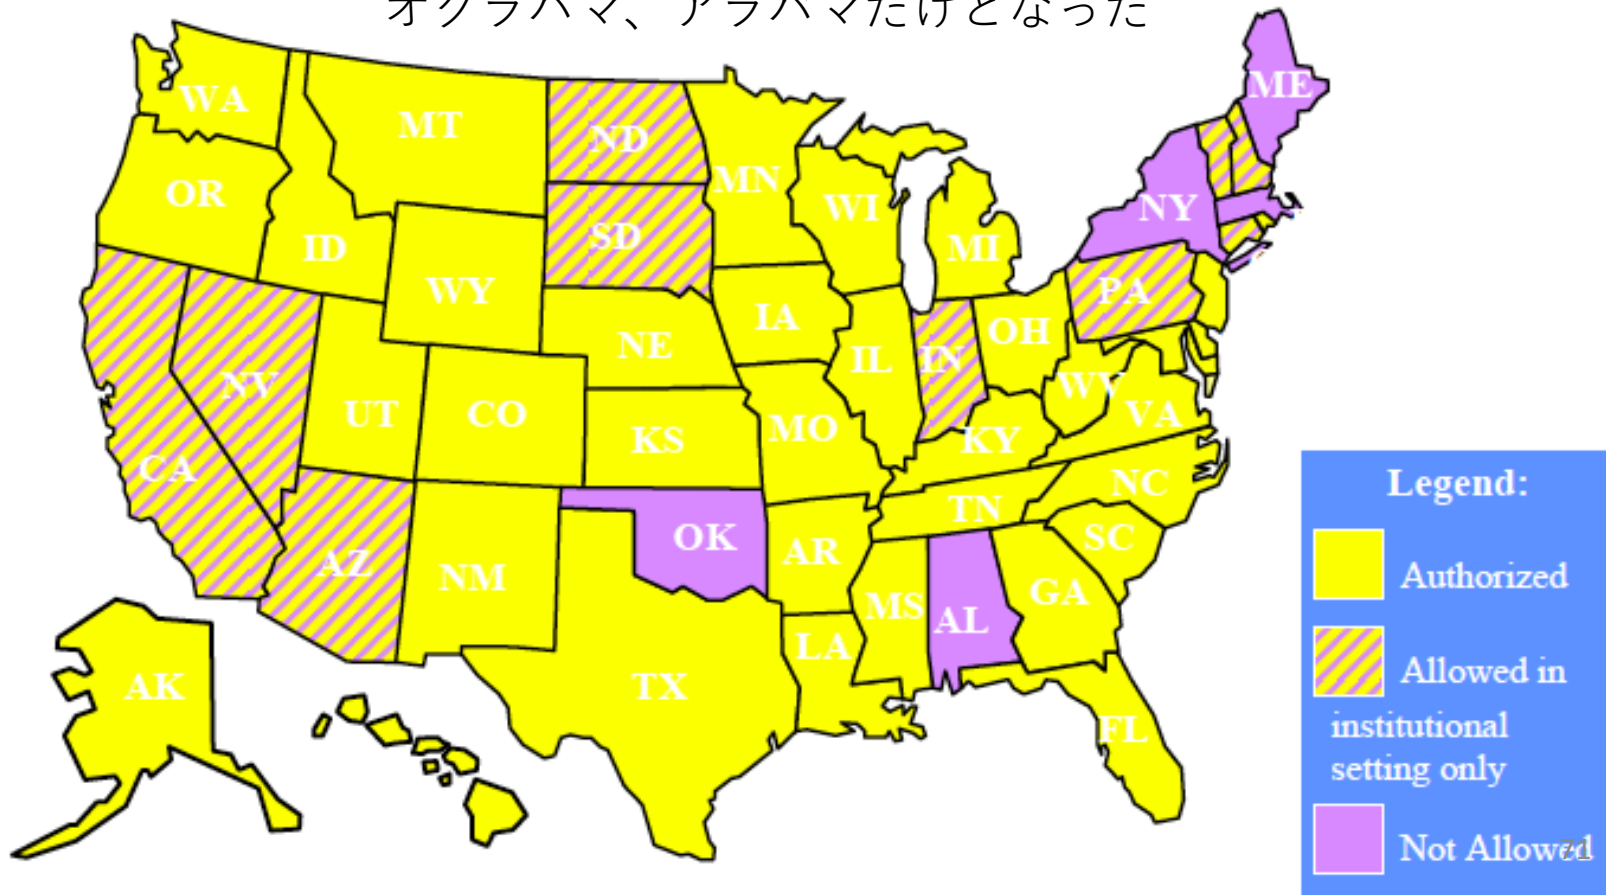 オクラハマ、アラバマだけとなった
ME
WA
MT
ND
MN
OR
WI
NY
SD
ID
MI
WY
PA
IA
OH
NE
IL
IN
NV
WV
UT
CO
VA
MO
KS
KY
CA
NC
Legend:
TN
OK
SC
AR
AZ
NM
Authorized
GA
MS
AL
LA
Allowed in
AK
TX
institutional
FL
setting only
Not Allowed
71